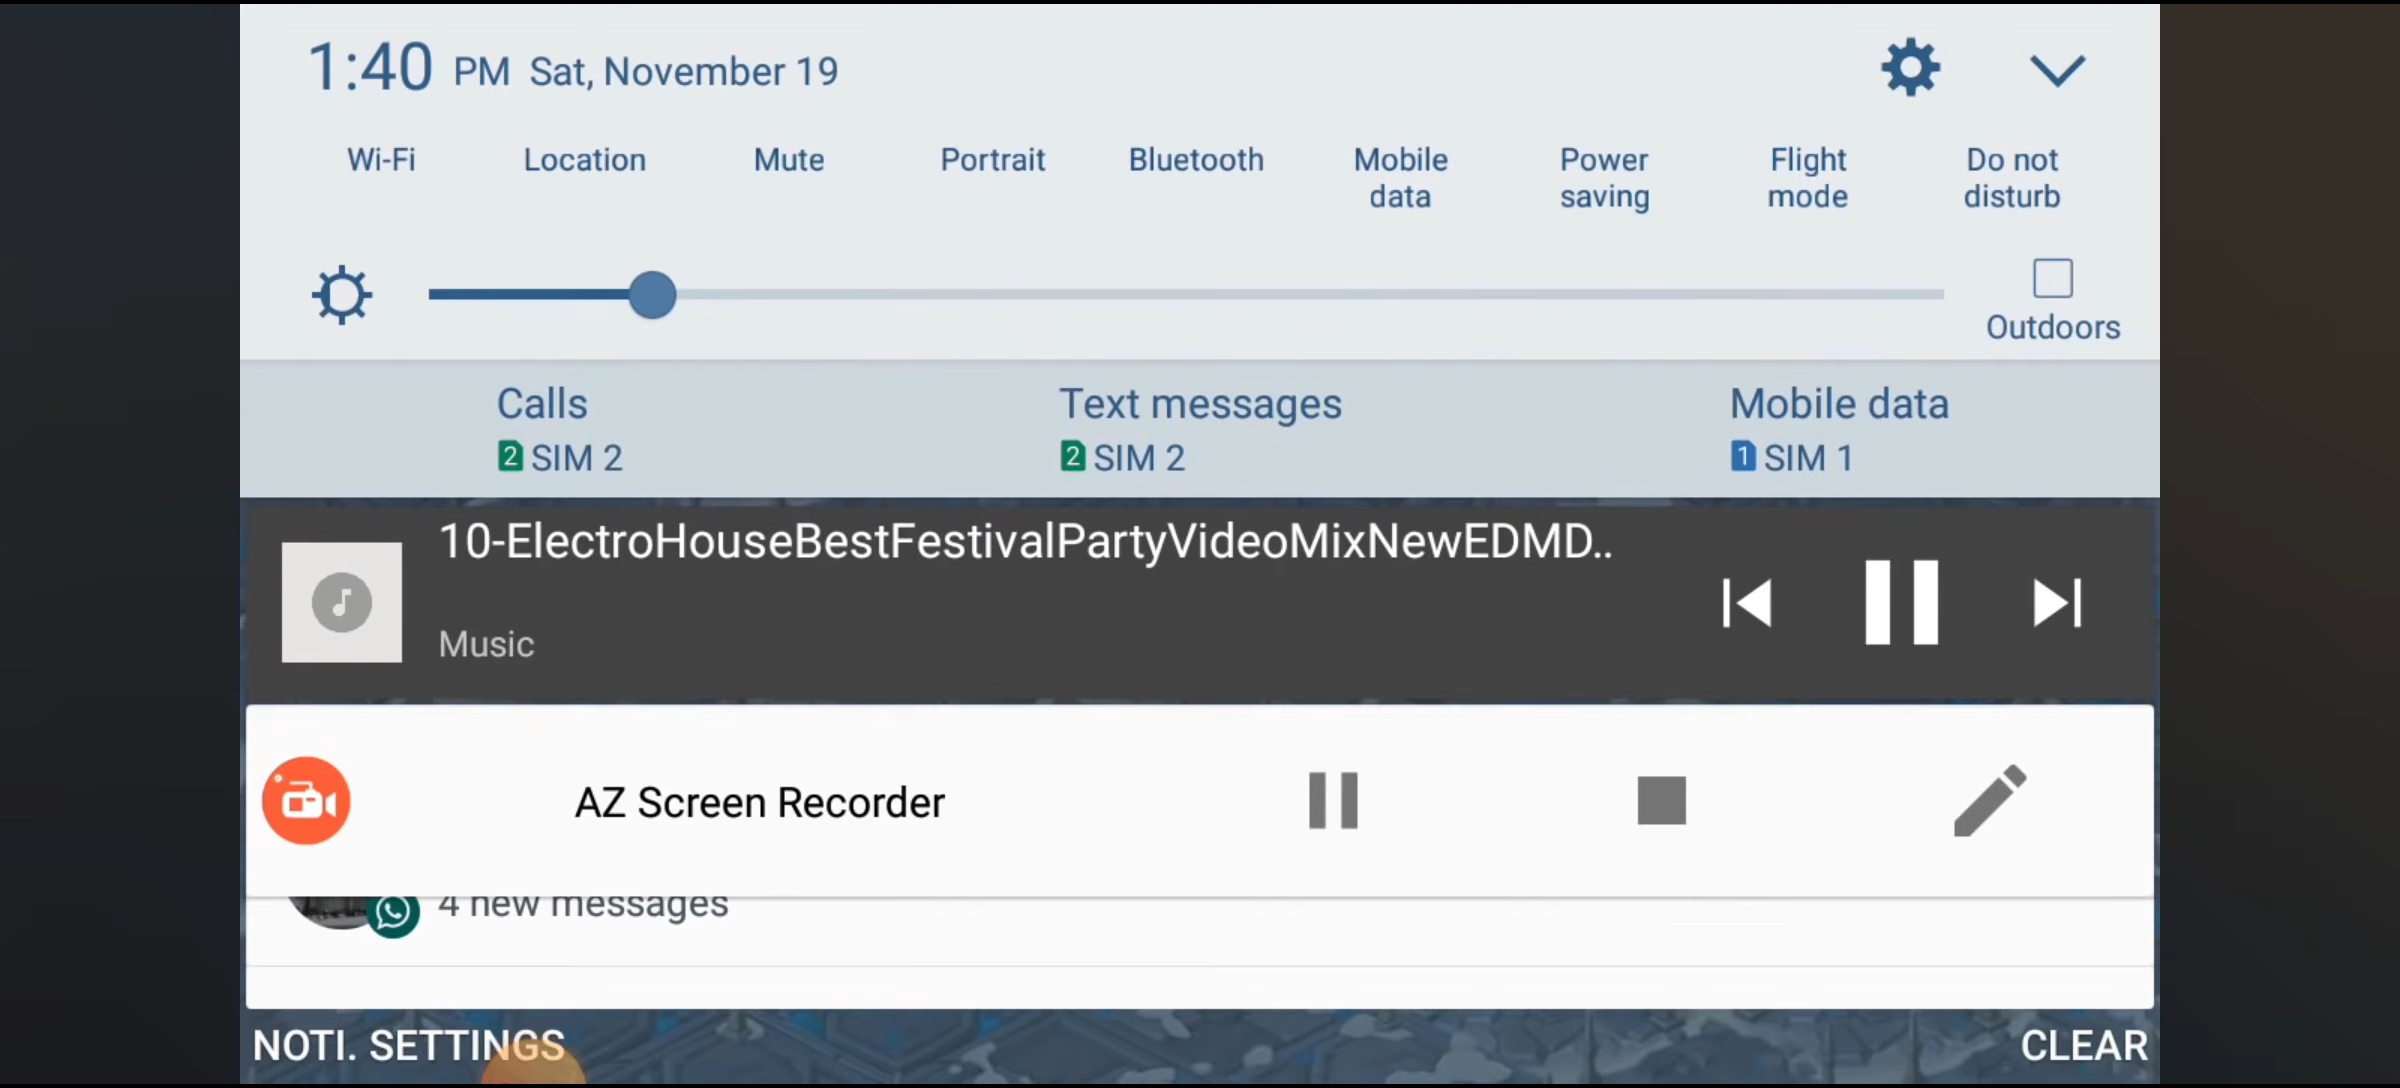 1:40 PM Sat, November 19
Wi-Fi Location Mute Portrait Bluetooth Mobile data Power saving Flight mode Do not disturb
Outdoors
Calls Text messages Mobile data
2 SIM 2 2 SIM 2 1 SIM 1
10-ElectroHouseBestFestivalPartyVideoMixNewEDMD..
Music
AZ Screen Recorder
4 new messages
NOTI. SETTINGS CLEAR